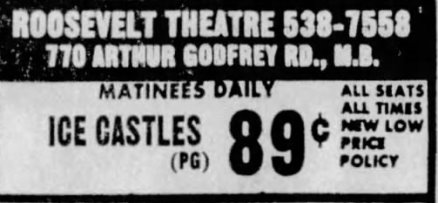 ROOSEVELT THEATRE 538-7558
770 ARTHUR GODFREY RD., M.B.
MATINEES DAILY
ICE CASTLES
(PG)
89¢
ALL SEATS
ALL TIMES
NEW LOW
PRICE
POLICY